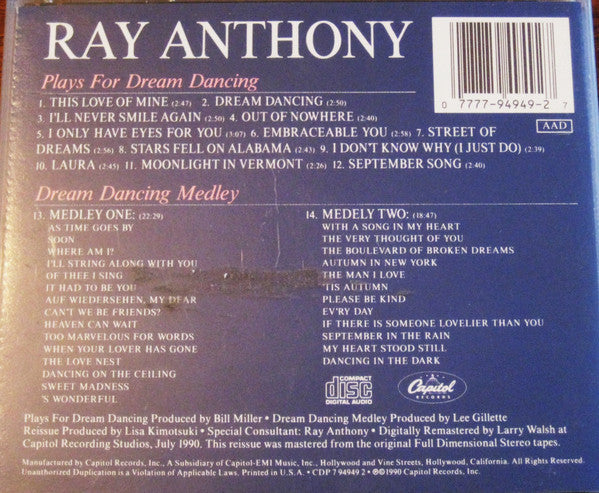 RAY ANTHONY
Plays For Dream Dancing
1. THIS LOVE OF MINE (2:47) 2. DREAM DANCING (2:50)
3. I'LL NEVER SMILE AGAIN (2:50) 4. OUT OF NOWHERE (2:40)
5. I ONLY HAVE EYES FOR YOU (3:07) 6. EMBRACEABLE YOU (2:58) 7. STREET OF
DREAMS (2:56) 8. STARS FELL ON ALABAMA (2:43) 9. I DON'T KNOW WHY (I JUST DO) (2:39)
10. LAURA (2:45) 11. MOONLIGHT IN VERMONT (2:36) 12. SEPTEMBER SONG (2:40)
0 7777-94949-2 7
AAD
Dream Dancing Medley
13. MEDLEY ONE: (22:29)
AS TIME GOES BY
SOON
WHERE AM I?
I'LL STRING ALONG WITH YOU
OF THEE I SING
IT HAD TO BE YOU
AUF WIEDERSEHEN, MY DEAR
CAN'T WE BE FRIENDS?
HEAVEN CAN WAIT
TOO MARVELOUS FOR WORDS
WHEN YOUR LOVER HAS GONE
THE LOVE NEST
DANCING ON THE CEILING
SWEET MADNESS
'S WONDERFUL
14. MEDELY TWO: (18:47)
WITH A SONG IN MY HEART
THE VERY THOUGHT OF YOU
THE BOULEVARD OF BROKEN DREAMS
AUTUMN IN NEW YORK
THE MAN I LOVE
'TIS AUTUMN
PLEASE BE KIND
EV'RY DAY
IF THERE IS SOMEONE LOVELIER THAN YOU
SEPTEMBER IN THE RAIN
MY HEART STOOD STILL
DANCING IN THE DARK
COMPACT
disc
DIGITAL AUDIO
Capitol
RECORDS
Plays For Dream Dancing Produced by Bill Miller • Dream Dancing Medley Produced by Lee Gillette
Reissue Produced by Lisa Kimotsuki • Special Consultant: Ray Anthony • Digitally Remastered by Larry Walsh at
Capitol Recording Studios, July 1990. This reissue was mastered from the original Full Dimensional Stereo tapes.
Manufactured by Capitol Records, Inc., A Subsidiary of Capitol-EMI Music, Inc., Hollywood and Vine Streets, Hollywood, California. All Rights Reserved.
Unauthorized Duplication is a Violation of Applicable Laws. Printed in U.S.A. • CDP 7 94949 2 • ℗©1990 Capitol Records, Inc.